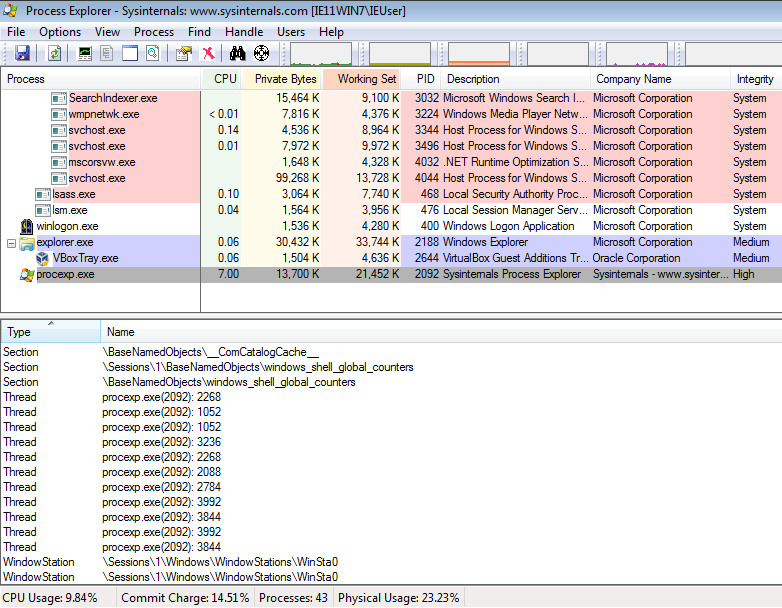 Process Explorer - Sysinternals: www.sysinternals.com [IE11WIN7\IEUser]
File Options View Process Find Handle Users Help
Process CPU Private Bytes Working Set PID Description Company Name Integrity
SearchIndexer.exe 15,464 K 9,100 K 3032 Microsoft Windows Search I... Microsoft Corporation System
wmpnetwk.exe < 0.01 7,816 K 4,376 K 3224 Windows Media Player Netw... Microsoft Corporation System
svchost.exe 0.14 4,536 K 8,964 K 3344 Host Process for Windows S... Microsoft Corporation System
svchost.exe 0.01 7,972 K 9,972 K 3496 Host Process for Windows S... Microsoft Corporation System
mscorsvw.exe 1,648 K 4,328 K 4032 .NET Runtime Optimization S... Microsoft Corporation System
svchost.exe 99,268 K 13,728 K 4044 Host Process for Windows S... Microsoft Corporation System
lsass.exe 0.10 3,064 K 7,740 K 468 Local Security Authority Proc... Microsoft Corporation System
lsm.exe 0.04 1,564 K 3,956 K 476 Local Session Manager Serv... Microsoft Corporation System
winlogon.exe 1,536 K 4,280 K 400 Windows Logon Application Microsoft Corporation System
explorer.exe 0.06 30,432 K 33,744 K 2188 Windows Explorer Microsoft Corporation Medium
VBoxTray.exe 0.06 1,504 K 4,636 K 2644 VirtualBox Guest Additions Tr... Oracle Corporation Medium
procexp.exe 7.00 13,700 K 21,452 K 2092 Sysinternals Process Explorer Sysinternals - www.sysinter... High
Type Name
Section \BaseNamedObjects\__ComCatalogCache__
Section \Sessions\1\BaseNamedObjects\windows_shell_global_counters
Section \BaseNamedObjects\windows_shell_global_counters
Thread procexp.exe(2092): 2268
Thread procexp.exe(2092): 1052
Thread procexp.exe(2092): 1052
Thread procexp.exe(2092): 3236
Thread procexp.exe(2092): 2268
Thread procexp.exe(2092): 2088
Thread procexp.exe(2092): 2784
Thread procexp.exe(2092): 3992
Thread procexp.exe(2092): 3844
Thread procexp.exe(2092): 3992
Thread procexp.exe(2092): 3844
WindowStation \Sessions\1\Windows\WindowStations\WinSta0
WindowStation \Sessions\1\Windows\WindowStations\WinSta0
CPU Usage: 9.84% Commit Charge: 14.51% Processes: 43 Physical Usage: 23.23%